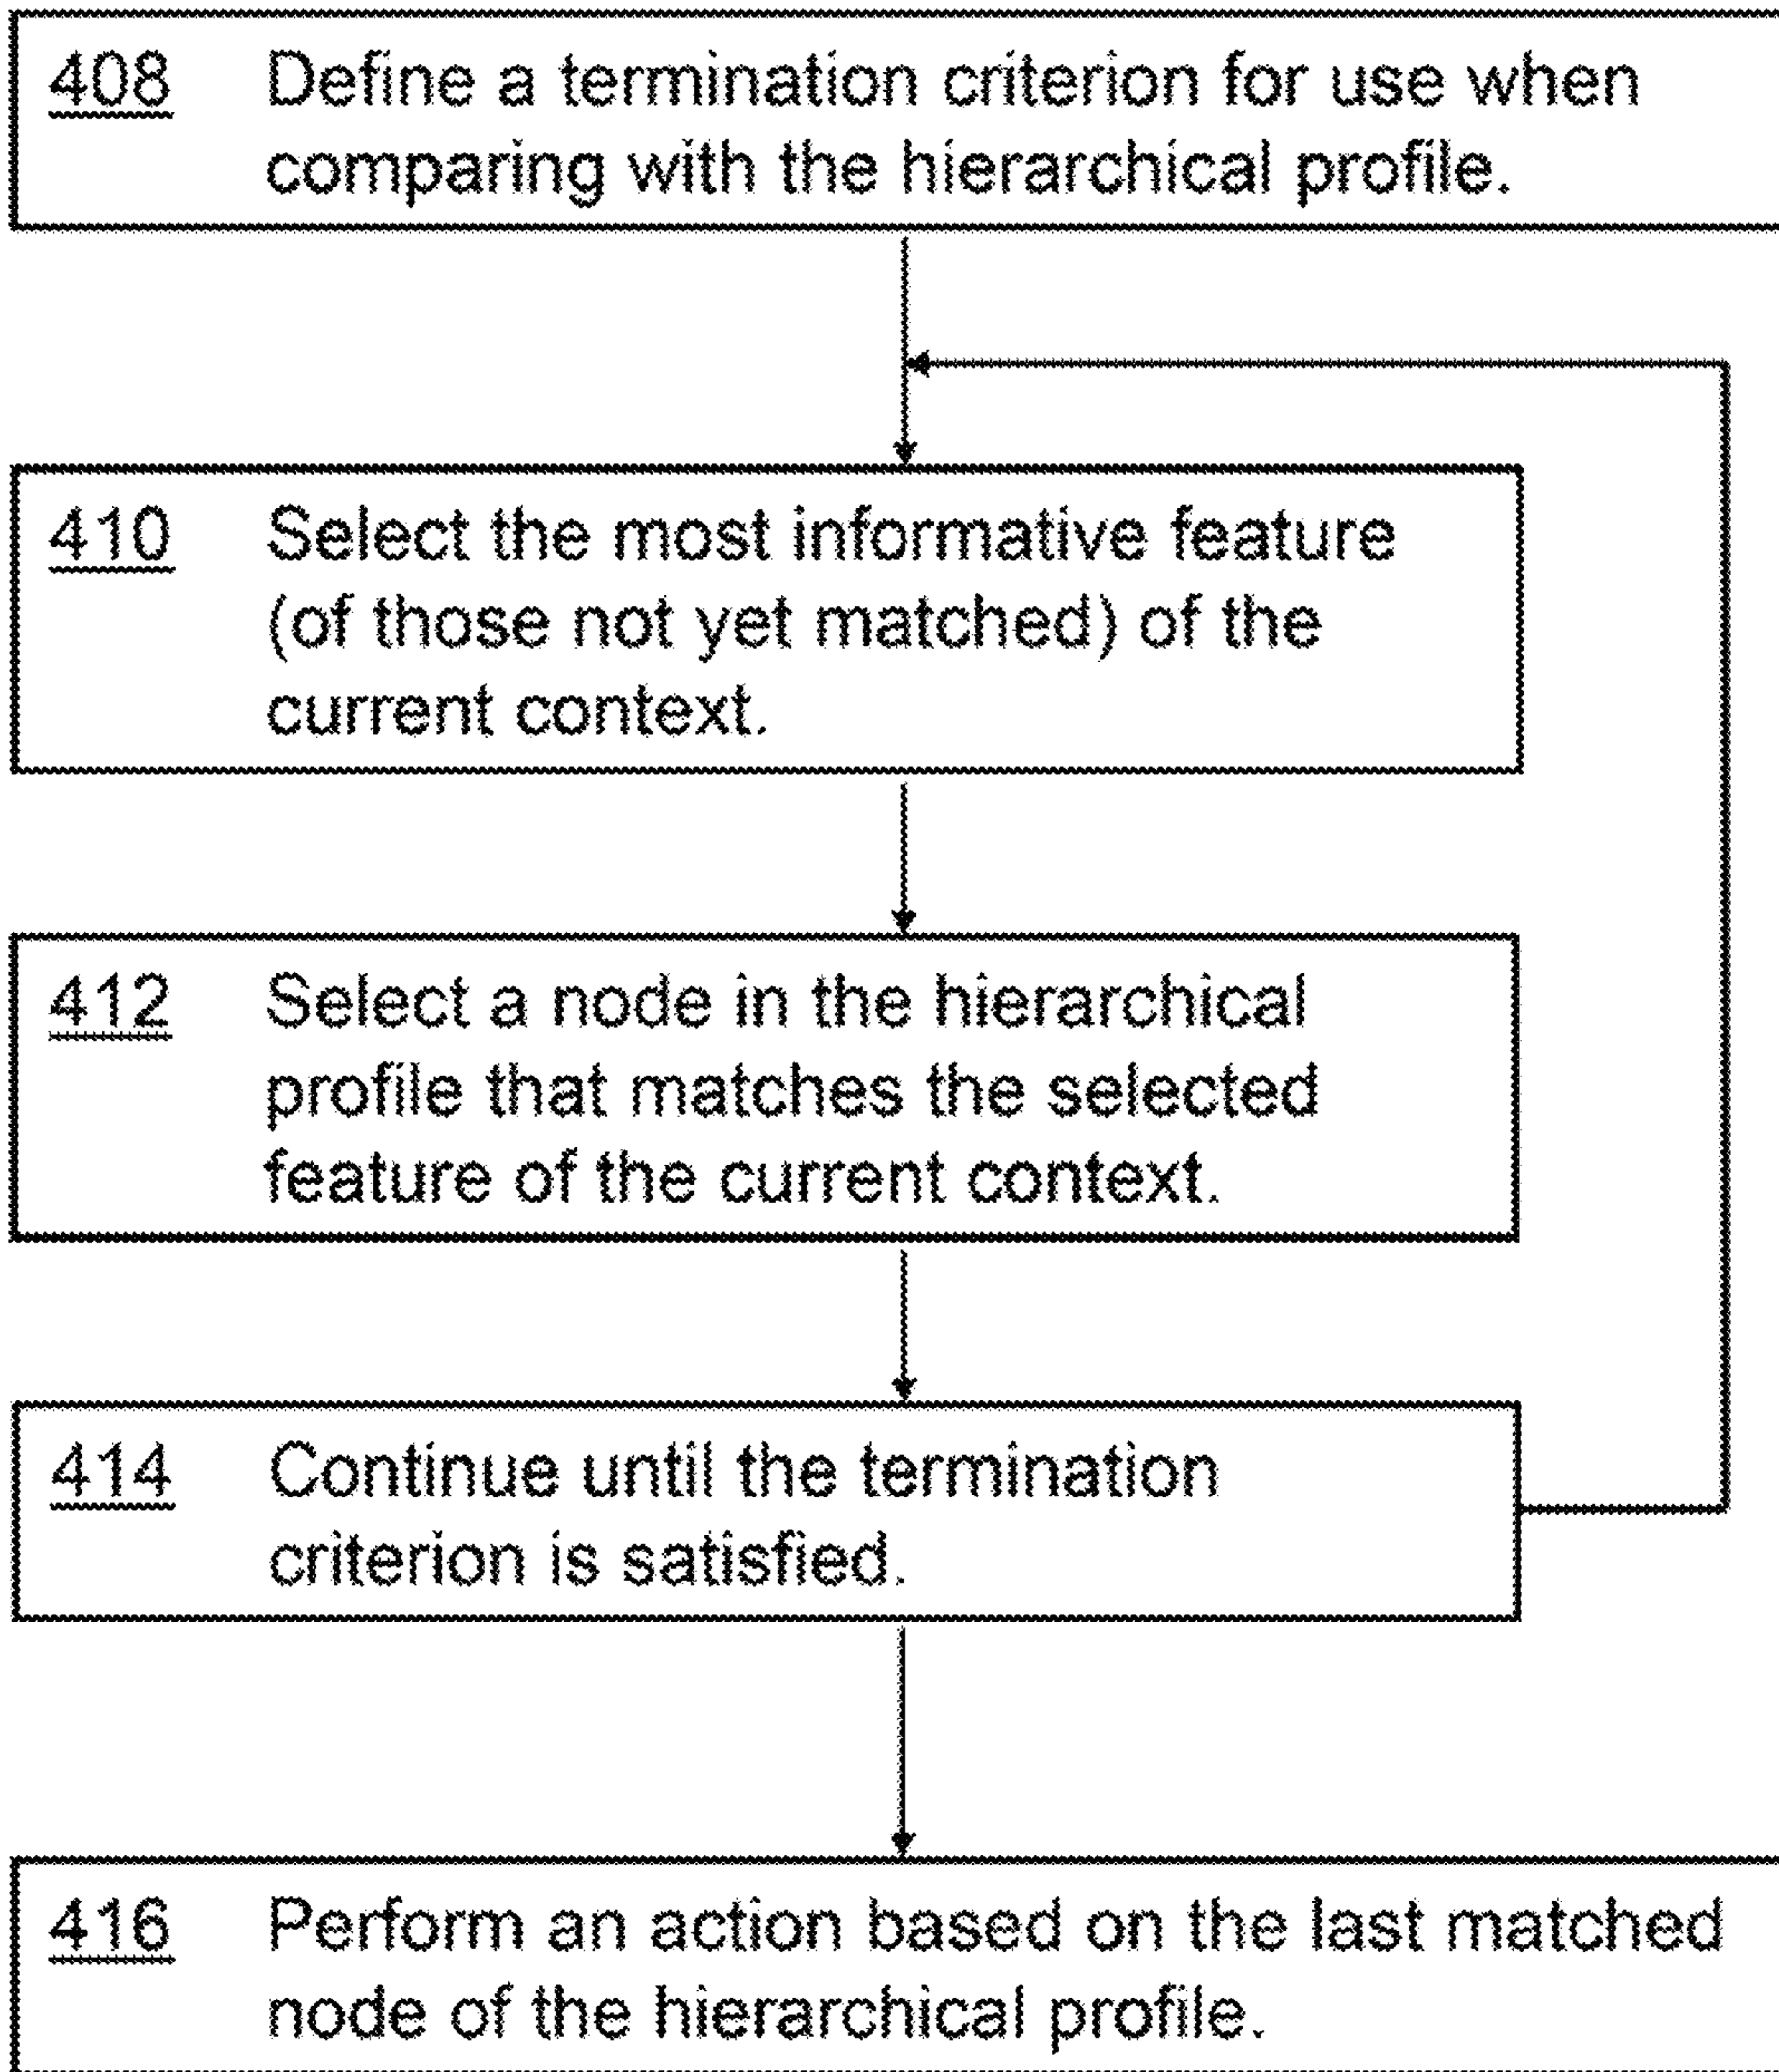 408 Define a termination criterion for use when
comparing with the hierarchical profile.
410 Select the most informative feature
(of those not yet matched) of the
current context.
412 Select a node in the hierarchical
profile that matches the selected
feature of the current context.
414 Continue until the termination
criterion is satisfied.
416 Perform an action based on the last matched
node of the hierarchical profile.